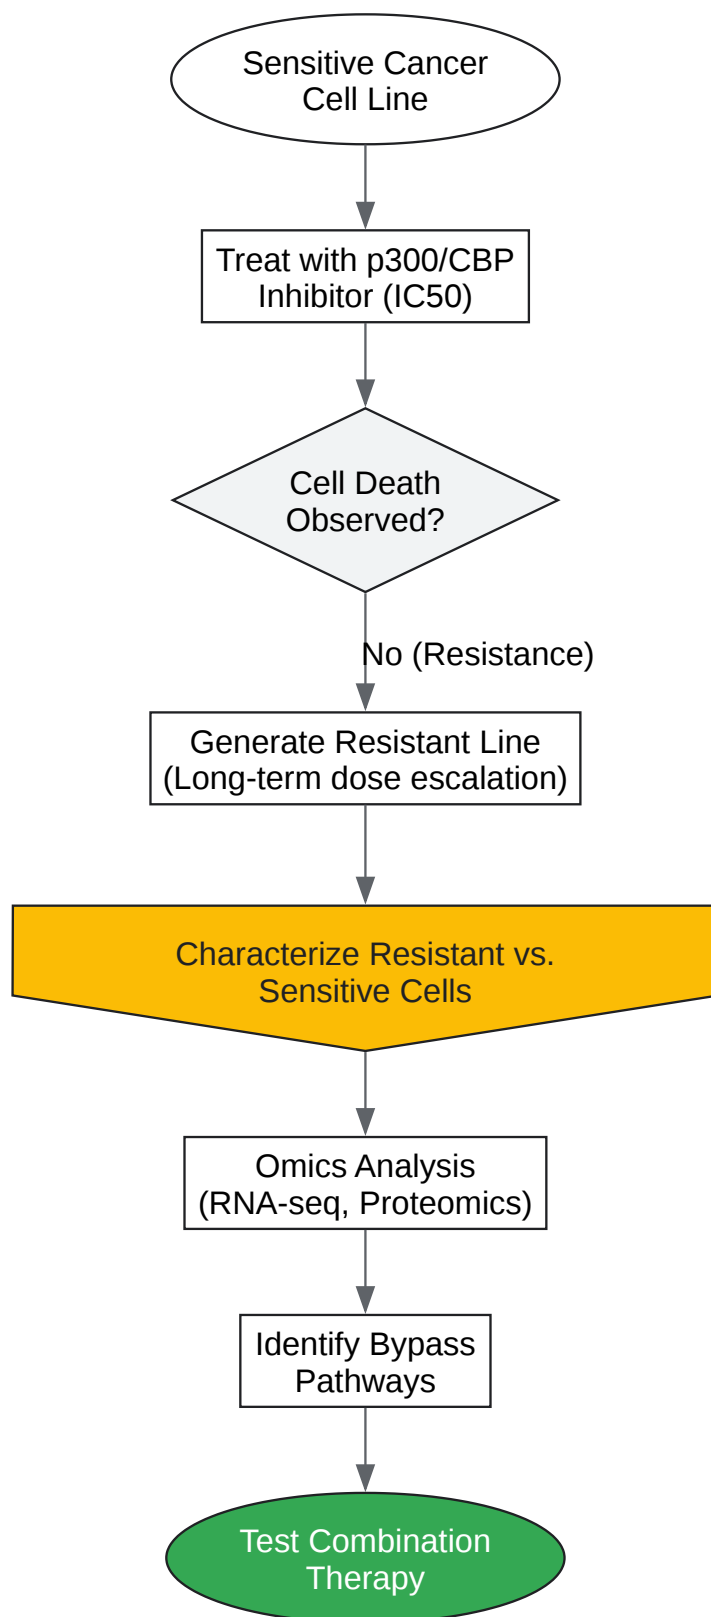 Sensitive Cancer
Cell Line
Treat with p300/CBP
Inhibitor (IC50)
Cell Death
Observed?
No (Resistance)
Generate Resistant Line
(Long-term dose escalation)
Characterize Resistant vs.
Sensitive Cells
Omics Analysis
(RNA-seq, Proteomics)
Identify Bypass
Pathways
Test Combination
Therapy